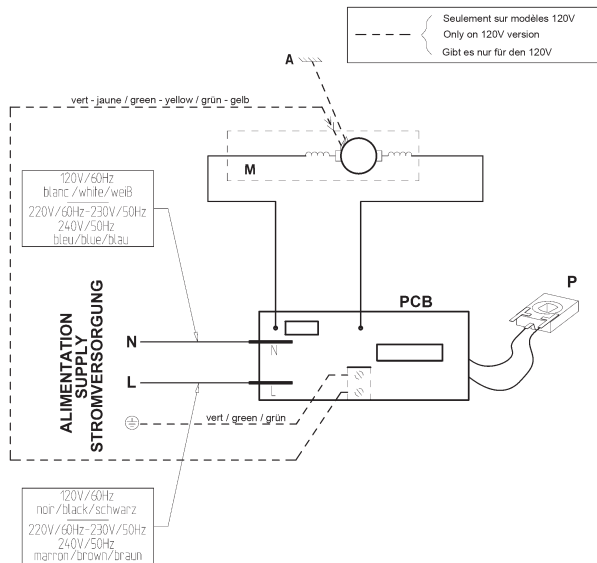 Seulement sur modèles 120V
Only on 120V version
Gibt es nur für den 120V
A
vert - jaune / green - yellow / grün - gelb
M
120V/60Hz
blanc/white/weiß
220V/60Hz-230V/50Hz
240V/50Hz
bleu/blue/blau
P
PCB
ALIMENTATION
SUPPLY
STROMVERSORGUNG
N
N
L
L
vert / green / grün
120V/60Hz
noir/black/schwarz
220V/60Hz-230V/50Hz
240V/50Hz
marron/brown/braun